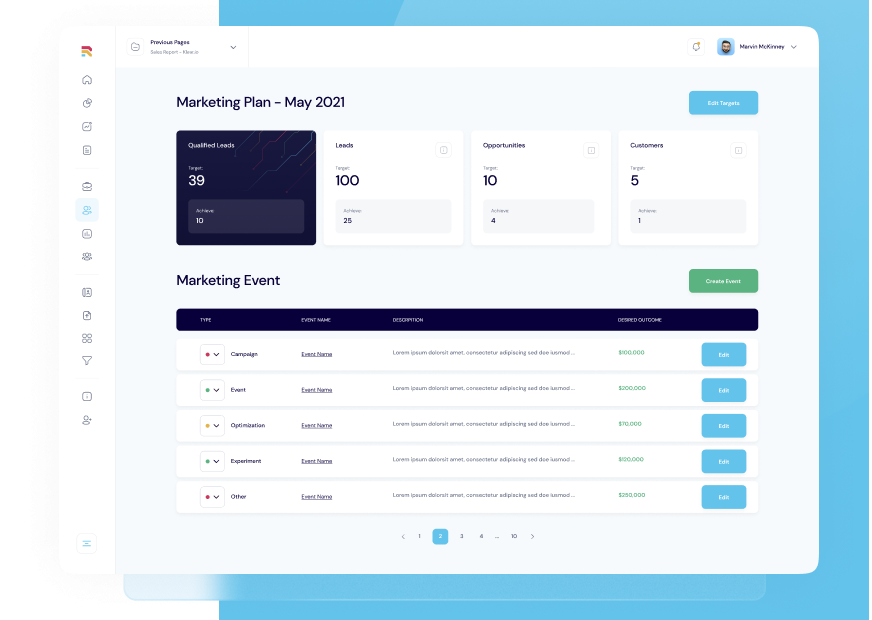 Previous Pages
Sales Report - Klevr.io
Marvin McKinney
Marketing Plan - May 2021
Edit Targets
Qualified Leads
Target:
39
Achieve:
10
Leads
Target:
100
Achieve:
25
Opportunities
Target:
10
Achieve
4
Customers
Target:
5
Achieve:
1
Marketing Event
Create Event
TYPE EVENT NAME DESCRIPTION DESIRED OUTCOME
Campaign Event Name Lorem ipsum dolorsit amet, consectetur adipiscing sed doe iusmod ... $100,000 Edit
Event Event Name Lorem ipsum dolorsit amet, consectetur adipiscing sed doe iusmod ... $200,000 Edit
Optimization Event Name Lorem ipsum dolorsit amet, consectetur adipiscing sed doe iusmod ... $70,000 Edit
Experiment Event Name Lorem ipsum dolorsit amet, consectetur adipiscing sed doe iusmod ... $120,000 Edit
Other Event Name Lorem ipsum dolorsit amet, consectetur adipiscing sed doe iusmod ... $250,000 Edit
1 2 3 4 ... 10